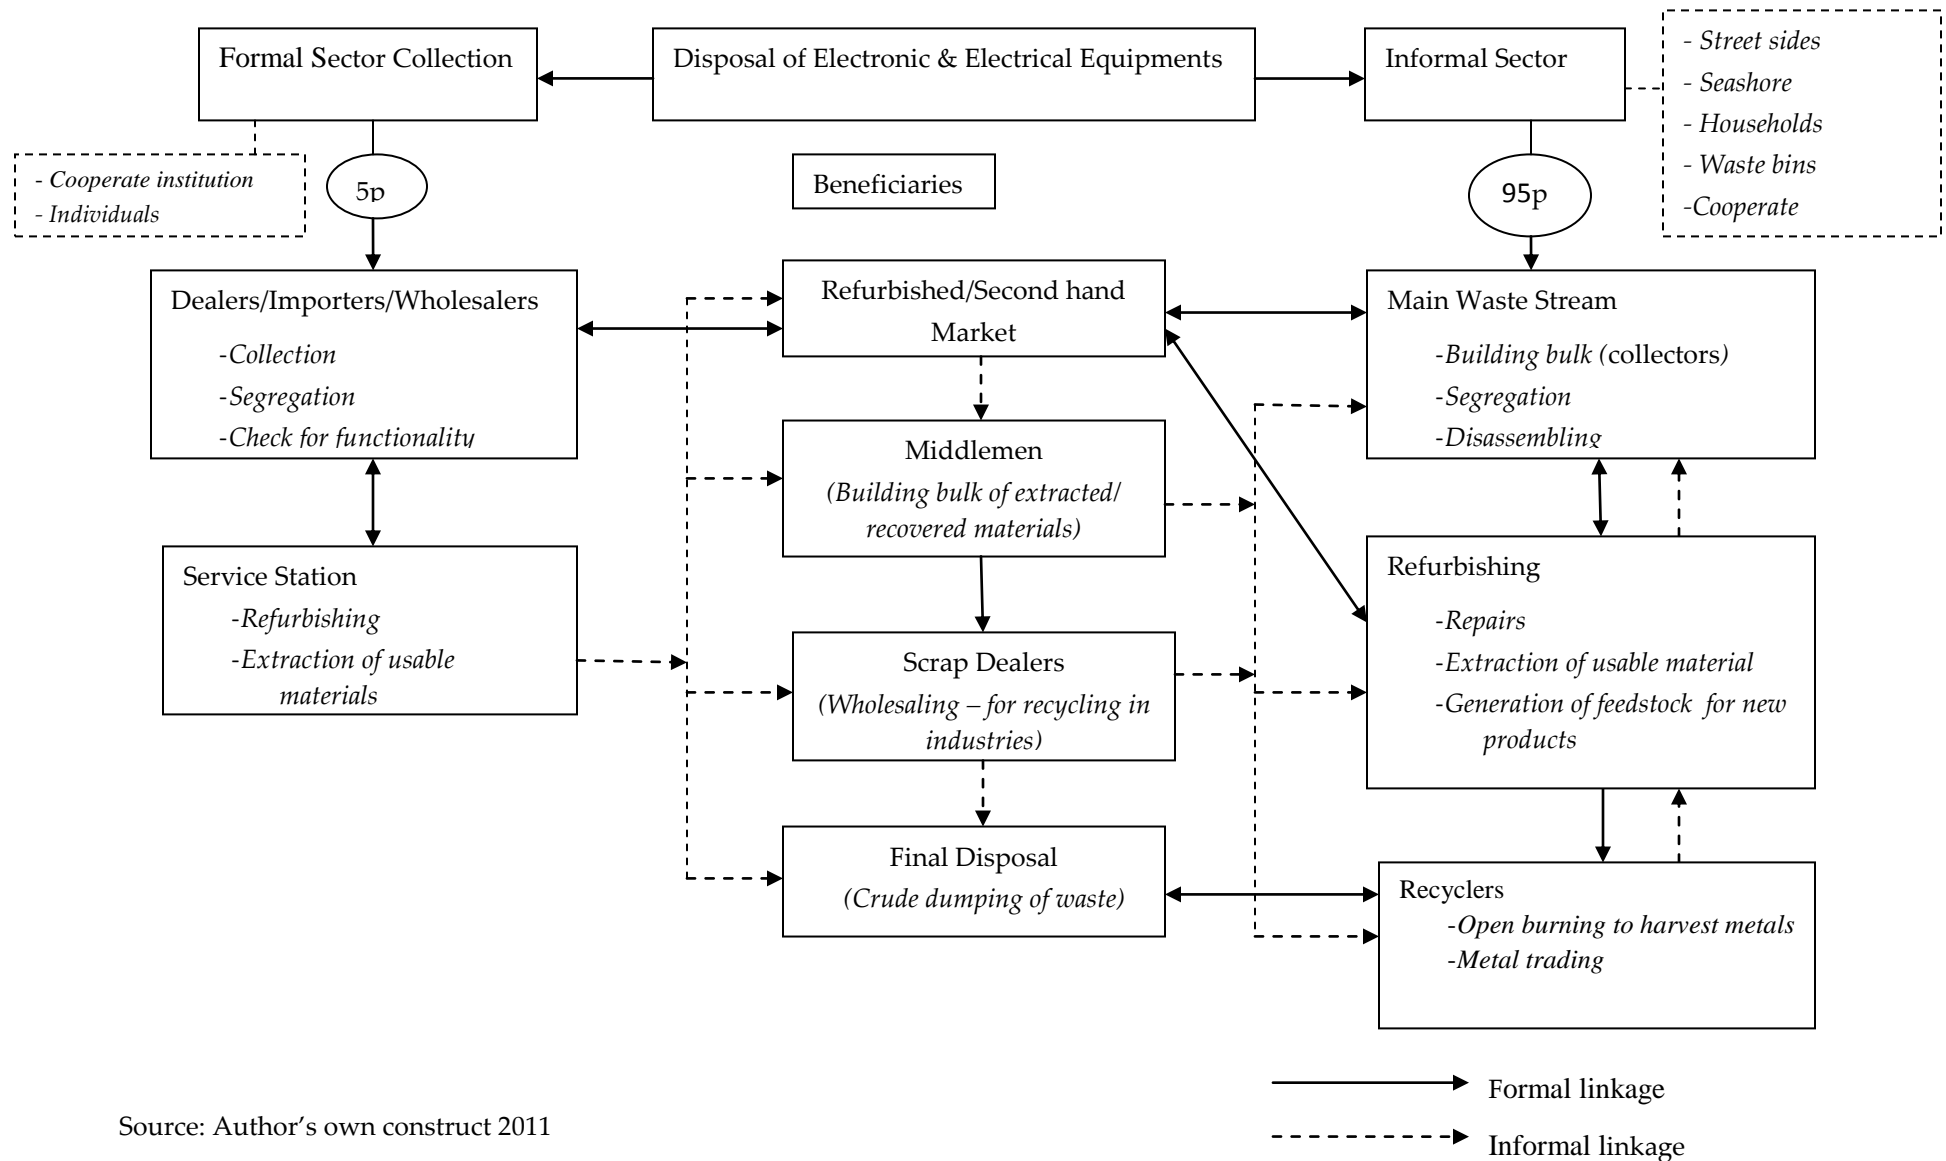 Formal Sector Collection
Disposal of Electronic & Electrical Equipments
Informal Sector
- Street sides
- Seashore
- Households
- Waste bins
-Cooperate
- Cooperate institution
- Individuals
5p
Beneficiaries
95p
Dealers/Importers/Wholesalers
-Collection
-Segregation
-Check for functionality
Refurbished/Second hand
Market
Main Waste Stream
-Building bulk (collectors)
-Segregation
-Disassembling
Middlemen
(Building bulk of extracted/
recovered materials)
Service Station
-Refurbishing
-Extraction of usable
materials
Refurbishing
-Repairs
-Extraction of usable material
-Generation of feedstock for new
products
Scrap Dealers
(Wholesaling – for recycling in
industries)
Final Disposal
(Crude dumping of waste)
Recyclers
-Open burning to harvest metals
-Metal trading
Formal linkage
Source: Author's own construct 2011
Informal linkage